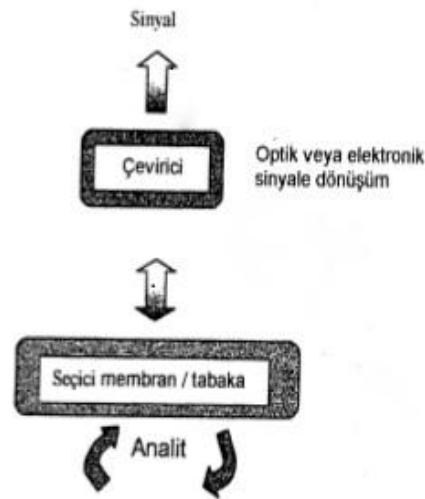 Sinyal
Çevirici
Optik veya elektronik
sinyale dönüşüm
Seçici membran / tabaka
Analit